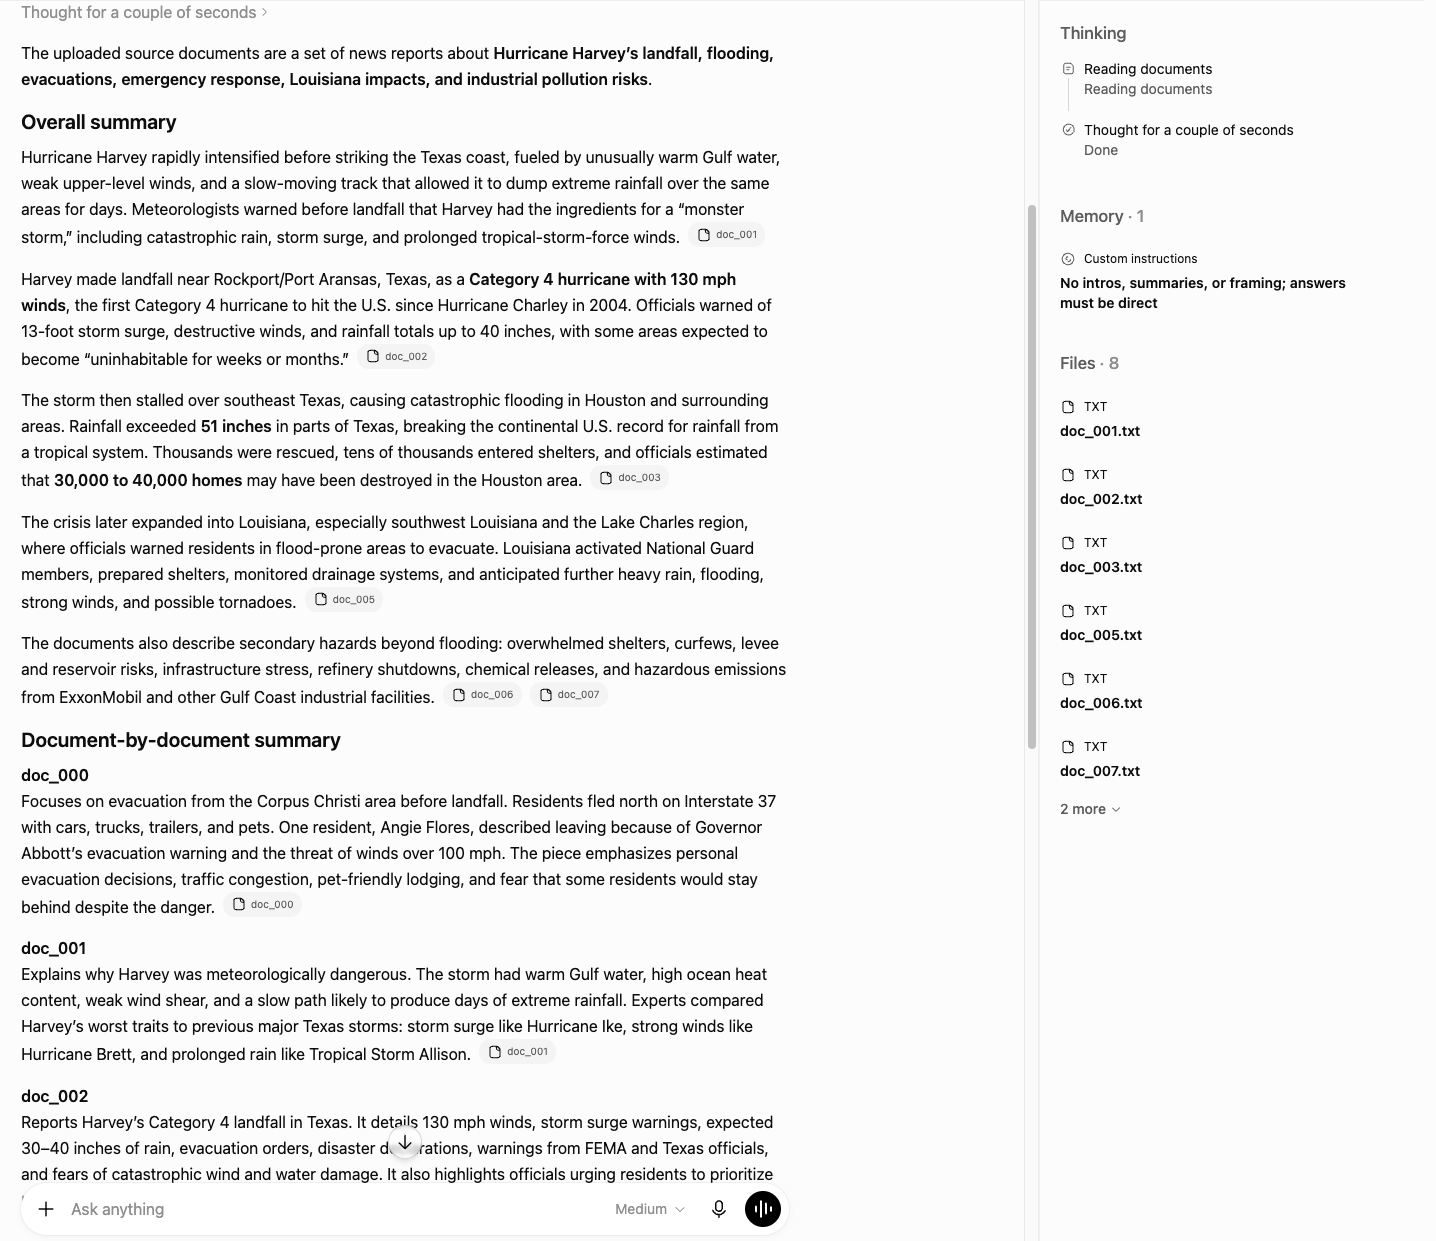 Thought for a couple of seconds
The uploaded source documents are a set of news reports about Hurricane Harvey’s landfall, flooding,
evacuations, emergency response, Louisiana impacts, and industrial pollution risks.
Overall summary
Hurricane Harvey rapidly intensified before striking the Texas coast, fueled by unusually warm Gulf water,
weak upper-level winds, and a slow-moving track that allowed it to dump extreme rainfall over the same
areas for days. Meteorologists warned before landfall that Harvey had the ingredients for a “monster
storm,” including catastrophic rain, storm surge, and prolonged tropical-storm-force winds. doc_001
Harvey made landfall near Rockport/Port Aransas, Texas, as a Category 4 hurricane with 130 mph
winds, the first Category 4 hurricane to hit the U.S. since Hurricane Charley in 2004. Officials warned of
13-foot storm surge, destructive winds, and rainfall totals up to 40 inches, with some areas expected to
become “uninhabitable for weeks or months.” doc_002
The storm then stalled over southeast Texas, causing catastrophic flooding in Houston and surrounding
areas. Rainfall exceeded 51 inches in parts of Texas, breaking the continental U.S. record for rainfall from
a tropical system. Thousands were rescued, tens of thousands entered shelters, and officials estimated
that 30,000 to 40,000 homes may have been destroyed in the Houston area. doc_003
The crisis later expanded into Louisiana, especially southwest Louisiana and the Lake Charles region,
where officials warned residents in flood-prone areas to evacuate. Louisiana activated National Guard
members, prepared shelters, monitored drainage systems, and anticipated further heavy rain, flooding,
strong winds, and possible tornadoes. doc_005
The documents also describe secondary hazards beyond flooding: overwhelmed shelters, curfews, levee
and reservoir risks, infrastructure stress, refinery shutdowns, chemical releases, and hazardous emissions
from ExxonMobil and other Gulf Coast industrial facilities. doc_006 doc_007
Document-by-document summary
doc_000
Focuses on evacuation from the Corpus Christi area before landfall. Residents fled north on Interstate 37
with cars, trucks, trailers, and pets. One resident, Angie Flores, described leaving because of Governor
Abbott’s evacuation warning and the threat of winds over 100 mph. The piece emphasizes personal
evacuation decisions, traffic congestion, pet-friendly lodging, and fear that some residents would stay
behind despite the danger. doc_000
doc_001
Explains why Harvey was meteorologically dangerous. The storm had warm Gulf water, high ocean heat
content, weak wind shear, and a slow path likely to produce days of extreme rainfall. Experts compared
Harvey’s worst traits to previous major Texas storms: storm surge like Hurricane Ike, strong winds like
Hurricane Brett, and prolonged rain like Tropical Storm Allison. doc_001
doc_002
Reports Harvey’s Category 4 landfall in Texas. It details 130 mph winds, storm surge warnings, expected
30–40 inches of rain, evacuation orders, disaster d rations, warnings from FEMA and Texas officials,
and fears of catastrophic wind and water damage. It also highlights officials urging residents to prioritize
Ask anything
Medium
Thinking
Reading documents
Reading documents
Thought for a couple of seconds
Done
Memory · 1
Custom instructions
No intros, summaries, or framing; answers
must be direct
Files · 8
TXT
doc_001.txt
TXT
doc_002.txt
TXT
doc_003.txt
TXT
doc_005.txt
TXT
doc_006.txt
TXT
doc_007.txt
2 more